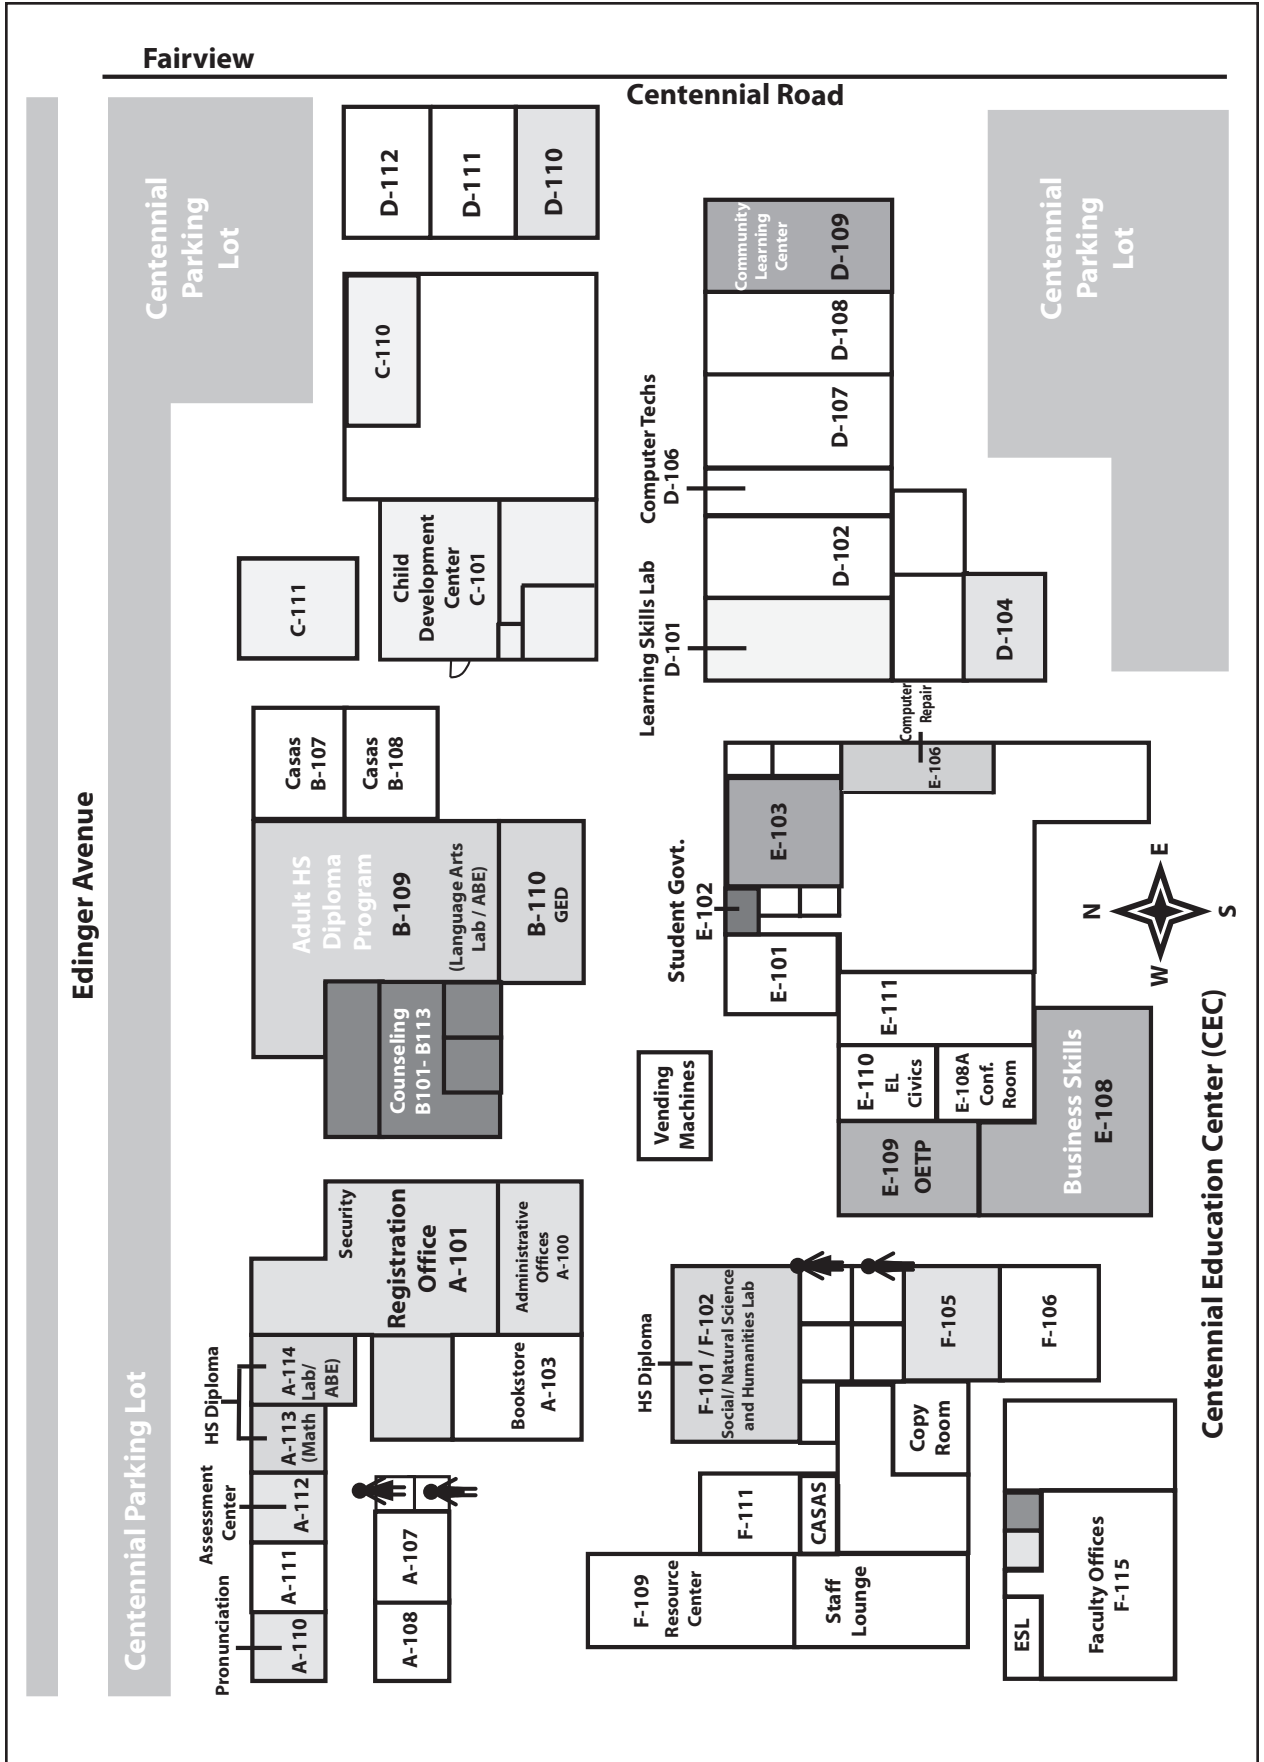 Fairview
Centennial Road
Edinger Avenue
Centennial Parking Lot
Centennial
Parking
Lot
Centennial
Parking
Lot
D-112
D-111
D-110
C-110
C-111
Child
Development
Center
C-101
Community
Learning
Center
D-109
D-108
D-107
Computer Techs
D-106
D-102
Learning Skills Lab
D-101
D-104
Casas
B-107
Casas
B-108
Adult HS
Diploma
Program
B-109
(Language Arts
Lab / ABE)
B-110
GED
Counseling
B101- B113
Computer
Repair
E-106
E-103
Student Govt.
E-102
E-101
E-111
E-110
EL
Civics
E-108A
Conf.
Room
E-109
OETP
Business Skills
E-108
Vending
Machines
N
E
S
W
Security
Registration
Office
A-101
Administrative
Offices
A-100
Bookstore
A-103
HS Diploma
A-114
Lab/
ABE)
A-113
(Math
Assessment
Center
A-112
A-111
Pronunciation
A-110
A-107
A-108
HS Diploma
F-101 / F-102
Social/ Natural Science
and Humanities Lab
F-105
F-106
Copy
Room
F-111
CASAS
F-109
Resource
Center
Staff
Lounge
ESL
Faculty Offices
F-115
Centennial Education Center (CEC)